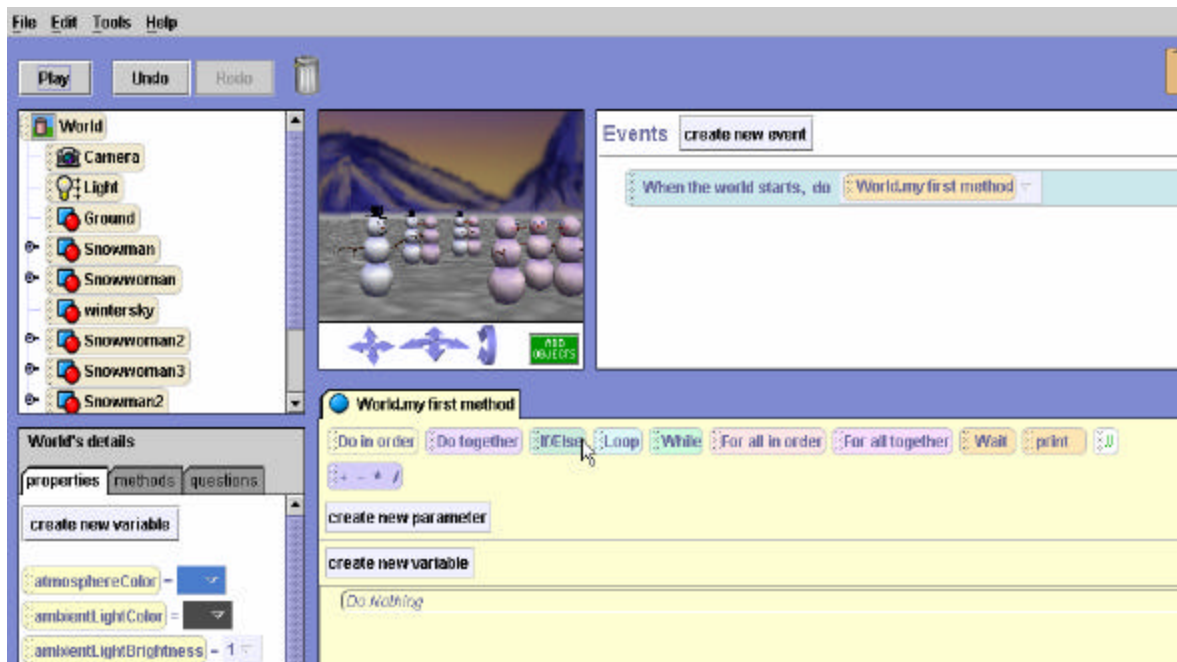 File Edit Tools Help
Play Undo Redo
World
Camera
Light
Ground
Snowman
Snowwoman
wintersky
Snowwoman2
Snowwoman3
Snowman2
ADD
OBJECTS
Events create new event
When the world starts, do World.my first method
World's details
properties methods questions
create new variable
atmosphereColor =
ambientLightColor =
ambientLightBrightness = 1
World.my first method
Do in order Do together If/Else Loop While For all in order For all together Wait print //
+ - * /
create new parameter
create new variable
Do Nothing